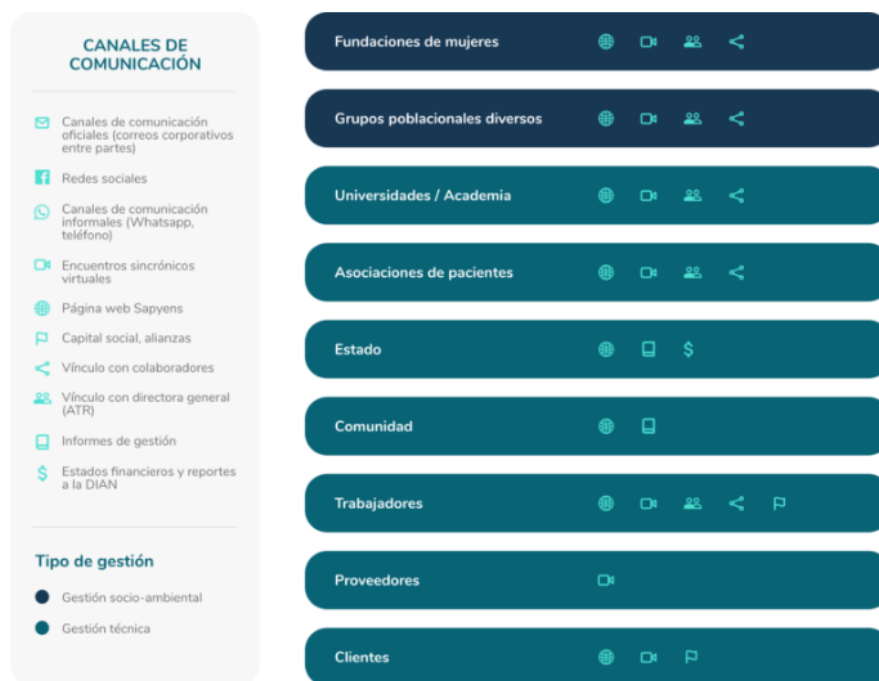 CANALES DE
COMUNICACIÓN
Canales de comunicación
oficiales (correos corporativos
entre partes)
Redes sociales
Canales de comunicación
informales (Whatsapp,
teléfono)
Encuentros sincrónicos
virtuales
Página web Sapyens
Capital social, alianzas
Vínculo con colaboradores
Vínculo con directora general
(ATR)
Informes de gestión
Estados financieros y reportes
a la DIAN
Tipo de gestión
Gestión socio-ambiental
Gestión técnica
Fundaciones de mujeres
Grupos poblacionales diversos
Universidades / Academia
Asociaciones de pacientes
Estado
Comunidad
Trabajadores
Proveedores
Clientes